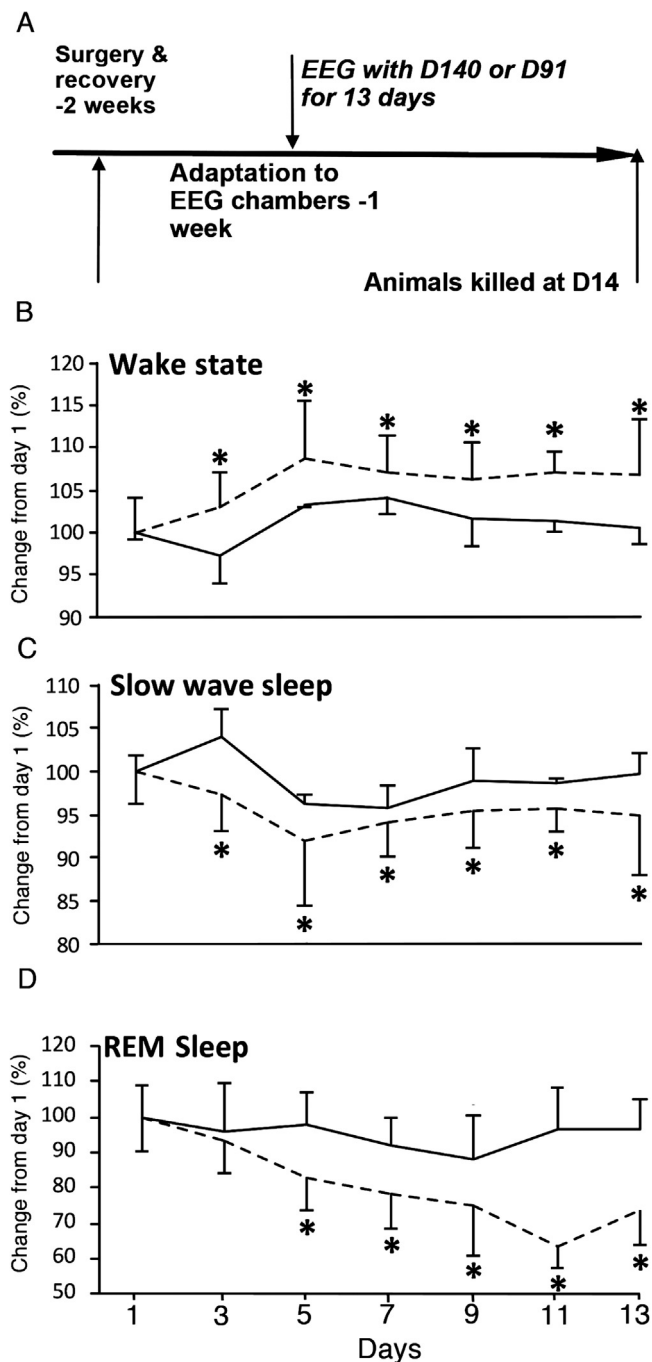 A
Surgery &
recovery
-2 weeks
EEG with D140 or D91
for 13 days
Adaptation to
EEG chambers -1
week
Animals killed at D14
B
Wake state
Change from day 1 (%)
120
115
110
105
100
95
90
*
*
*
*
*
*
C
Slow wave sleep
Change from day 1 (%)
110
105
100
95
90
85
80
*
*
*
*
*
*
D
REM Sleep
Change from day 1 (%)
120
110
100
90
80
70
60
50
*
*
*
*
*
1 3 5 7 9 11 13
Days